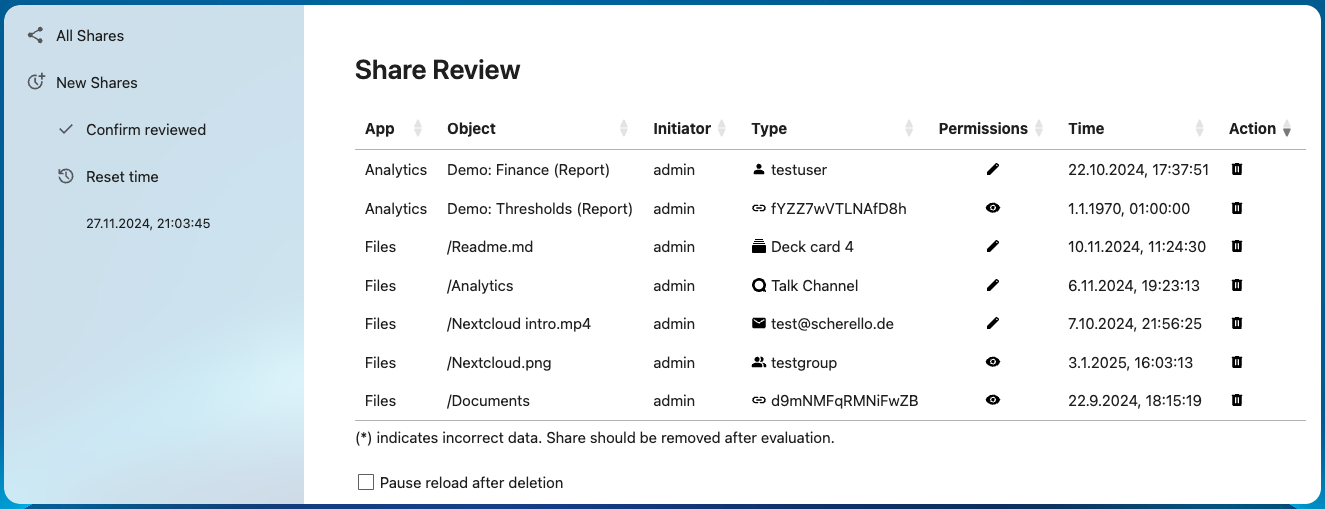 All Shares
New Shares
Confirm reviewed
Reset time
27.11.2024, 21:03:45
Share Review
App Object Initiator Type Permissions Time Action
Analytics Demo: Finance (Report) admin testuser 22.10.2024, 17:37:51
Analytics Demo: Thresholds (Report) admin fYZZ7wVTLNAfD8h 1.1.1970, 01:00:00
Files /Readme.md admin Deck card 4 10.11.2024, 11:24:30
Files /Analytics admin Talk Channel 6.11.2024, 19:23:13
Files /Nextcloud intro.mp4 admin test@scherello.de 7.10.2024, 21:56:25
Files /Nextcloud.png admin testgroup 3.1.2025, 16:03:13
Files /Documents admin d9mNMFqRMNiFwZB 22.9.2024, 18:15:19
(*) indicates incorrect data. Share should be removed after evaluation.
Pause reload after deletion